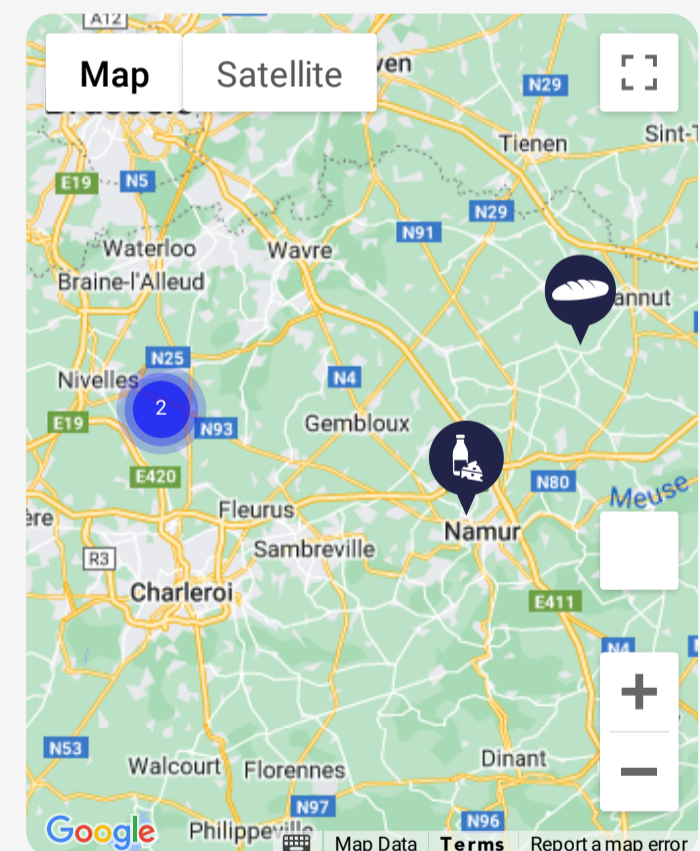 A12
Map
Satellite
ven
N29
Tienen
Sint-T
E19
N5
N29
N91
Waterloo
Wavre
Braine-l'Alleud
annut
N25
Nivelles
N4
2
E19
N93
Gembloux
E420
N80
Meuse
Fleurus
ère
Namur
Sambreville
R3
Charleroi
E411
N4
N53
Walcourt
Florennes
Dinant
N97
N96
Google
Philippeville
Map Data
Terms
Report a map error